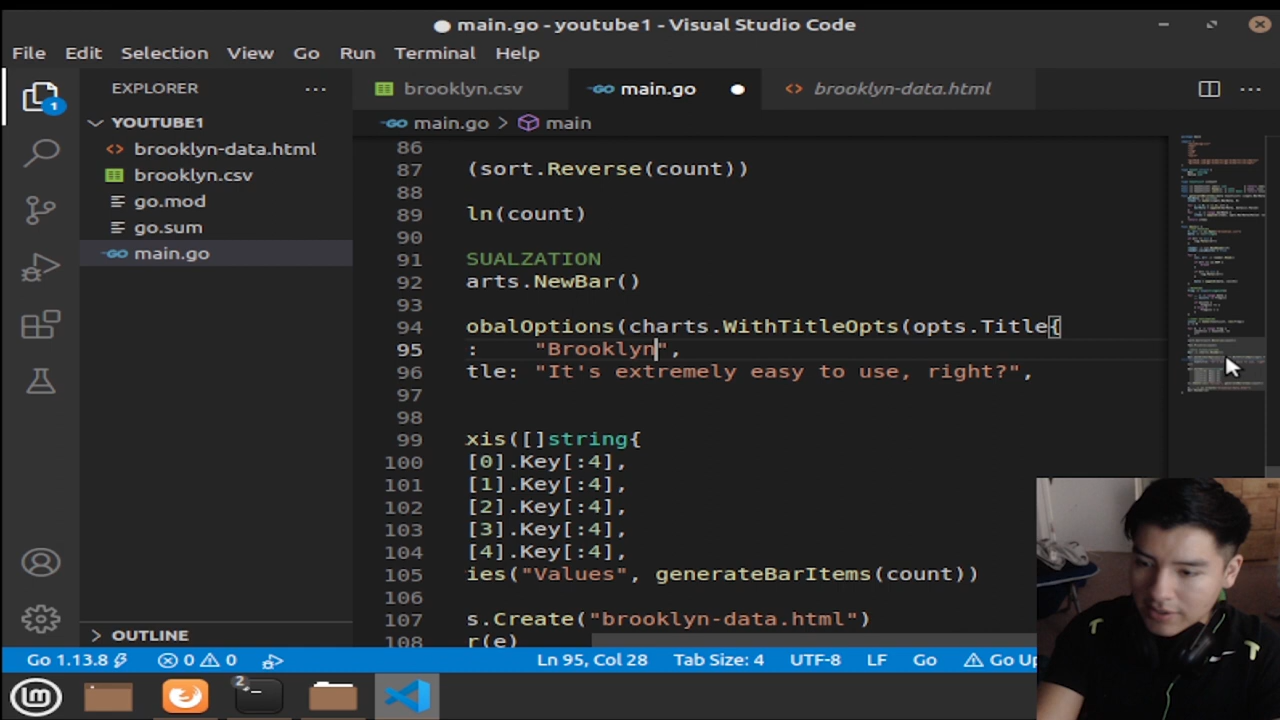 main.go - youtube1 - Visual Studio Code
File Edit Selection View Go Run Terminal Help
EXPLORER
brooklyn.csv
main.go
brooklyn-data.html
YOUTUBE1
main.go > main
brooklyn-data.html
brooklyn.csv
go.mod
go.sum
main.go
1
86
87 (sort.Reverse(count))
88
89 ln(count)
90
91 SUALZATION
92 arts.NewBar()
93
94 obalOptions(charts.WithTitleOpts(opts.Title{
95 : "Brooklyn",
96 tle: "It's extremely easy to use, right?",
97
98
99 xis([]string{
100 [0].Key[:4],
101 [1].Key[:4],
102 [2].Key[:4],
103 [3].Key[:4],
104 [4].Key[:4],
105 ies("Values", generateBarItems(count))
106
107 s.Create("brooklyn-data.html")
108 r(e)
OUTLINE
Go 1.13.8 0 0 Ln 95, Col 28 Tab Size: 4 UTF-8 LF Go Go
2